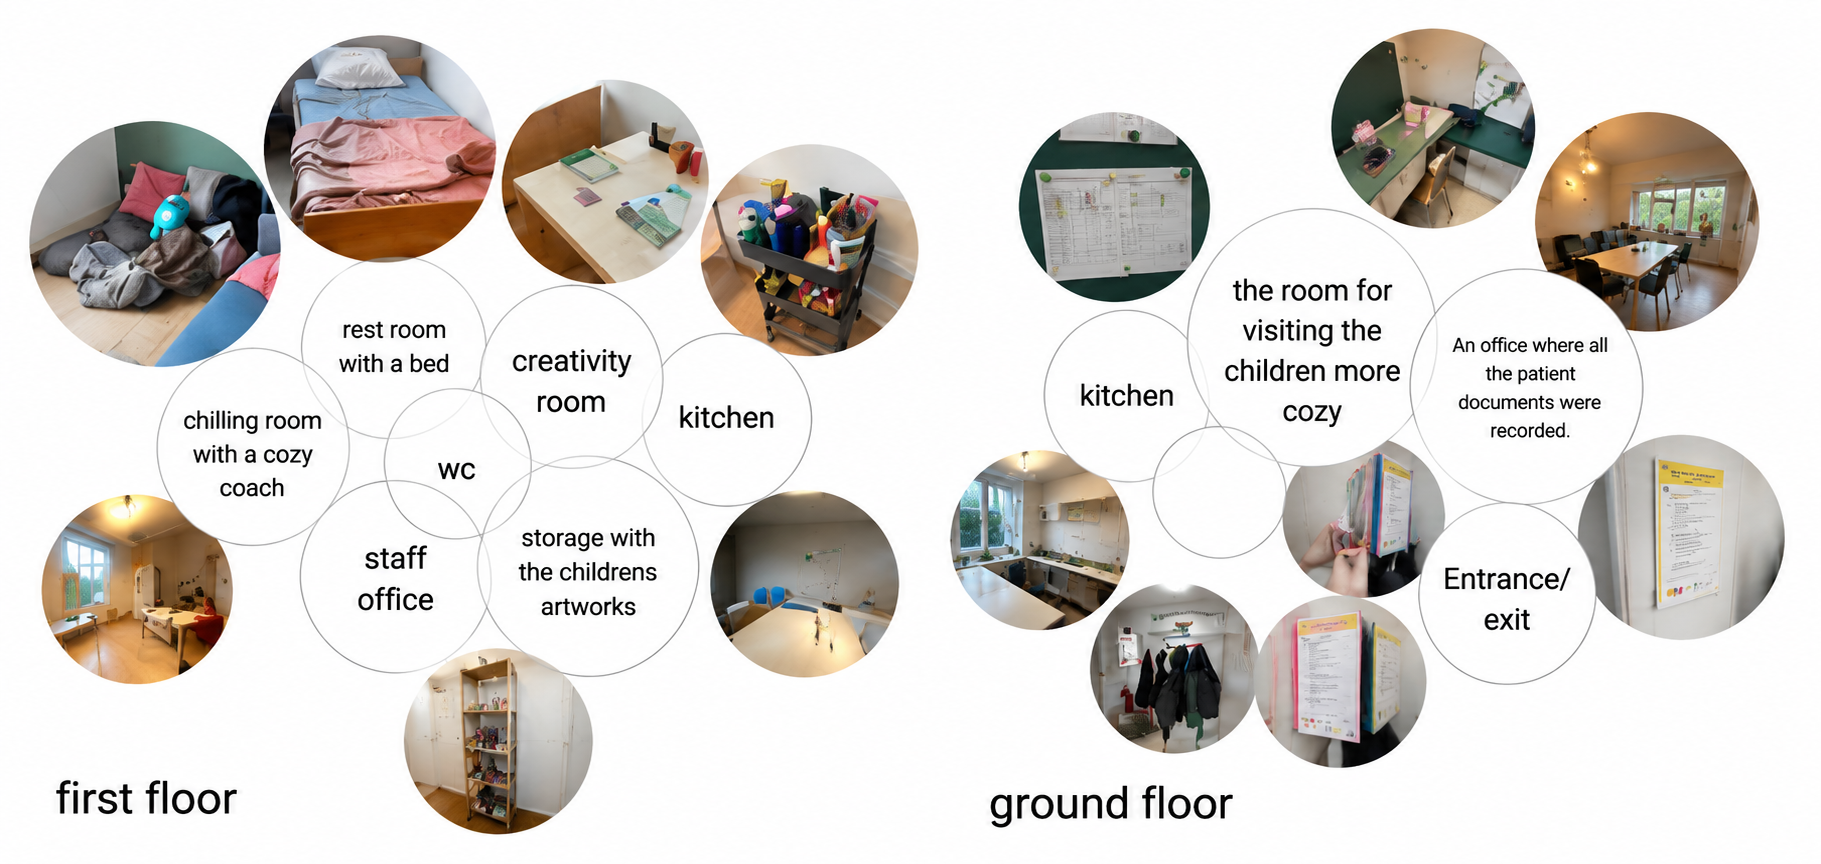 rest room
with a bed
creativity
room
kitchen
chilling room
with a cozy
coach
wc
staff
office
storage with
the childrens
artworks
first floor
the room for
visiting the
children more
cozy
An office where all
the patient
documents were
recorded.
kitchen
Entrance/
exit
ground floor